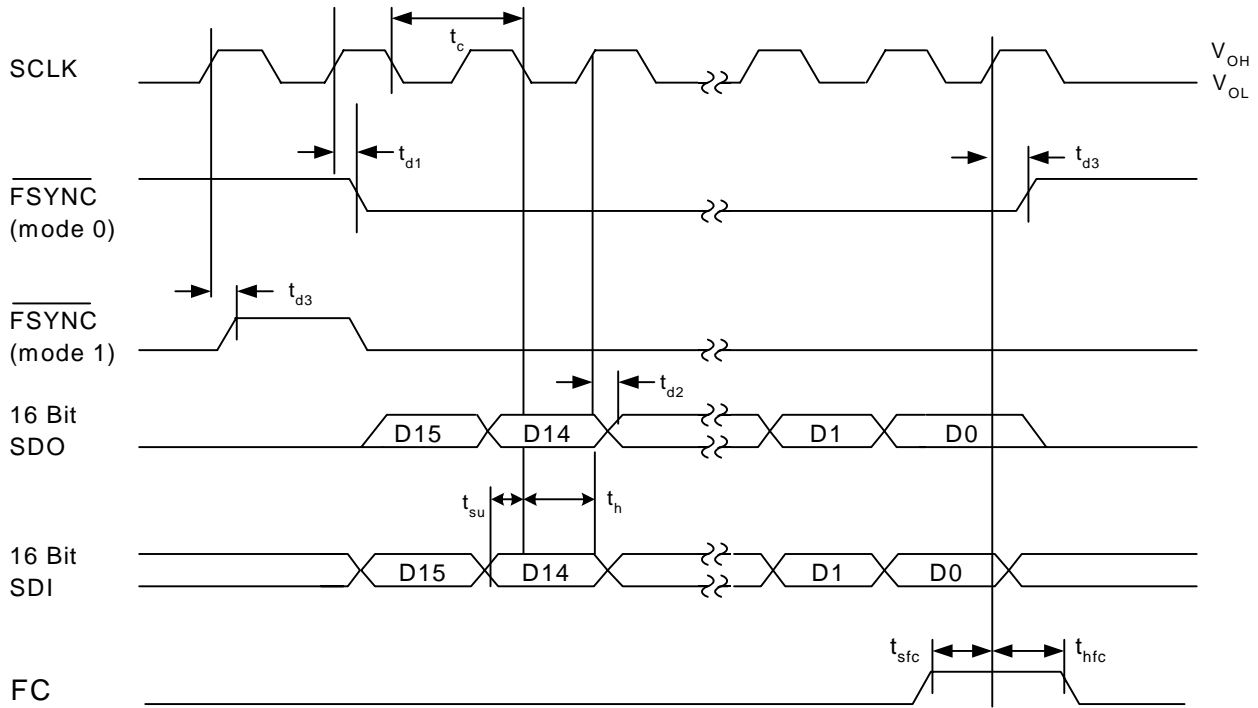 t_c
SCLK
V_OH
V_OL
t_d1
t_d3
FSYNC
(mode 0)
t_d3
FSYNC
(mode 1)
t_d2
16 Bit
SDO
D15 D14 D1 D0
t_su t_h
16 Bit
SDI
D15 D14 D1 D0
t_sfc t_hfc
FC